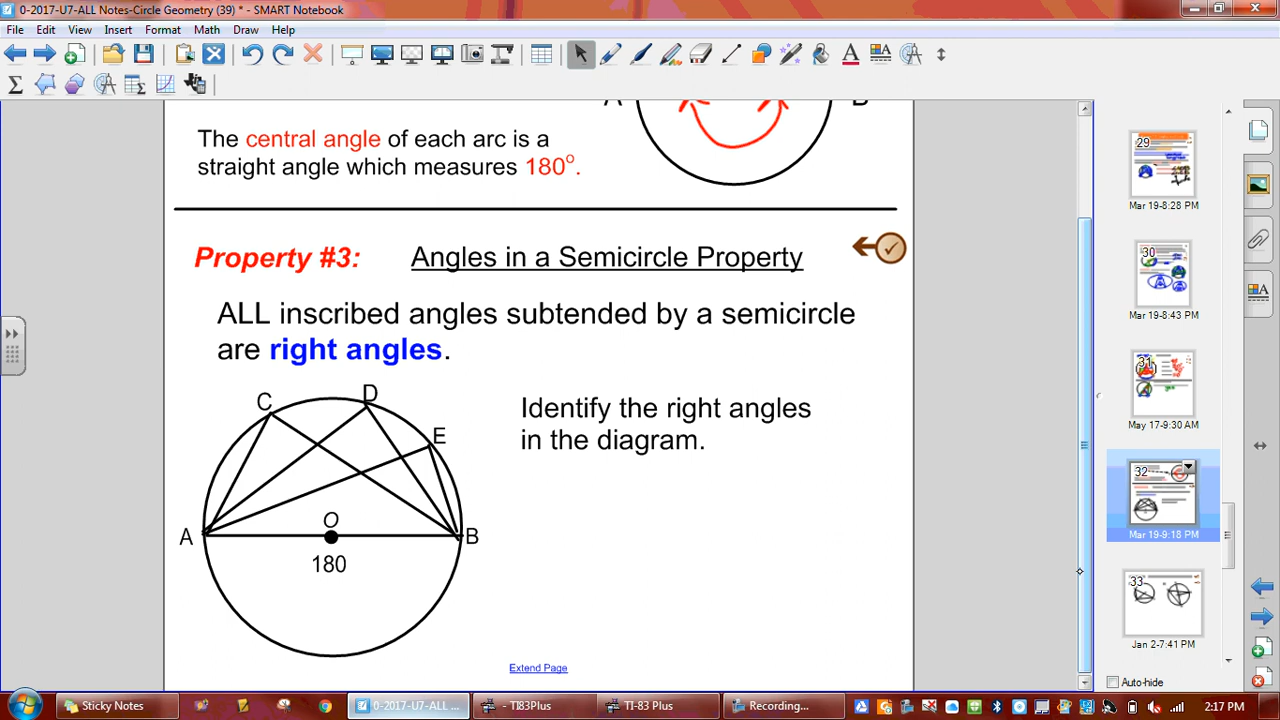 0-2017-U7-ALL Notes-Circle Geometry (39) * - SMART Notebook
File Edit View Insert Format Math Draw Help
A B
The central angle of each arc is a
straight angle which measures 180°.
Property #3: Angles in a Semicircle Property
ALL inscribed angles subtended by a semicircle
are right angles.
C
D
E
Identify the right angles
in the diagram.
O
A
B
180
Extend Page
29
Mar 19-8:28 PM
30
Mar 19-8:43 PM
31
May 17-9:30 AM
32
Mar 19-9:18 PM
33
Jan 2-7:41 PM
Auto-hide
Sticky Notes
0-2017-U7-ALL ...
- TI83Plus
TI-83 Plus
Recording...
2:17 PM